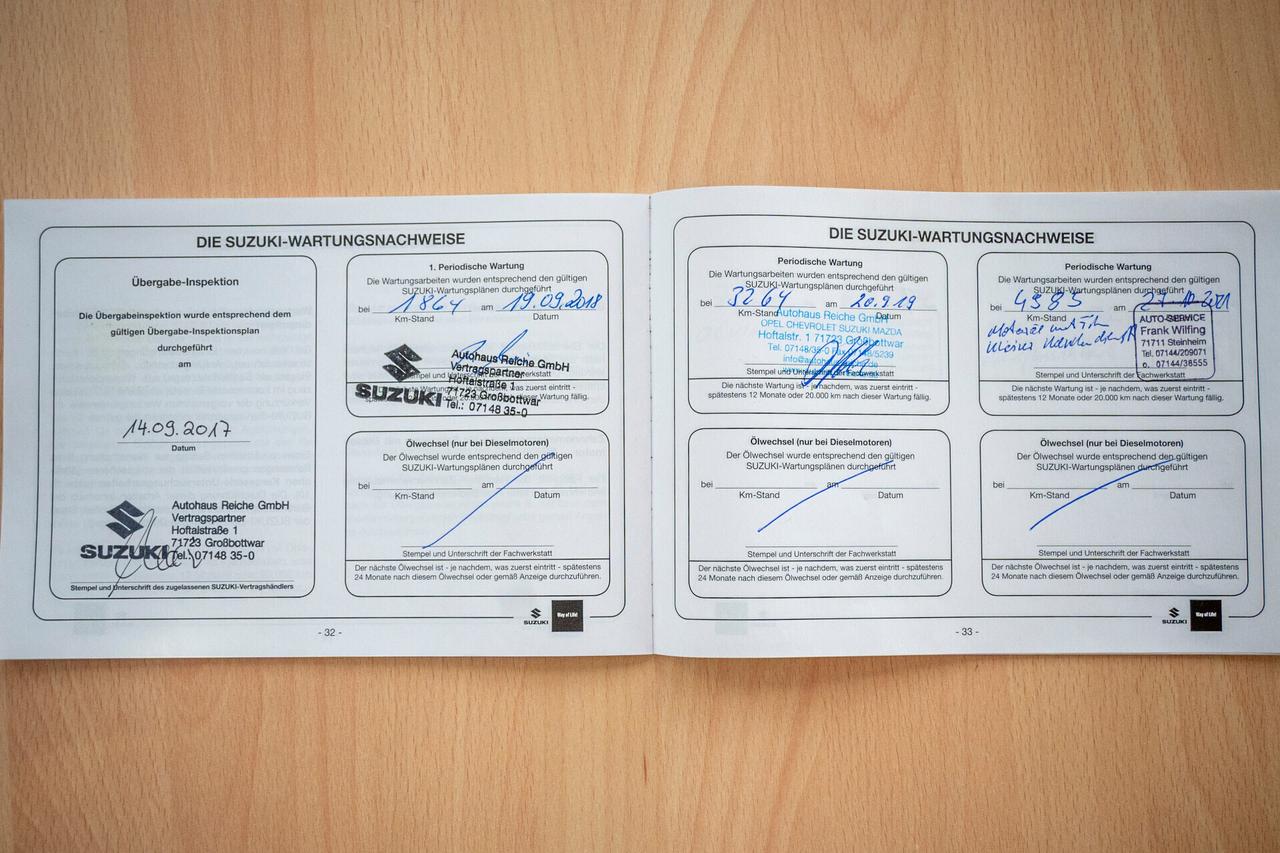 DIE SUZUKI-WARTUNGSNACHWEISE
Übergabe-Inspektion
Die Übergabeinspektion wurde entsprechend dem
gültigen Übergabe-Inspektionsplan
durchgeführt
am
14.09.2017
Datum
SUZUKI
Autohaus Reiche GmbH
Vertragspartner
Hoftalstraße 1
71723 Großbottwar
Tel.: 07148 35-0
Stempel und Unterschrift des zugelassenen SUZUKI-Vertragshändlers
1. Periodische Wartung
Die Wartungsarbeiten wurden entsprechend den gültigen
SUZUKI-Wartungsplänen durchgeführt
bei 1864 am 19.09.2018
Km-Stand Datum
SUZUKI
Autohaus Reiche GmbH
Vertragspartner
Hoftalstraße 1
71723 Großbottwar
Tel.: 07148 35-0
Ölwechsel (nur bei Dieselmotoren)
Der Ölwechsel wurde entsprechend den gültigen
SUZUKI-Wartungsplänen durchgeführt
bei am
Km-Stand Datum
Stempel und Unterschrift der Fachwerkstatt
Der nächste Ölwechsel ist - je nachdem, was zuerst eintritt - spätestens
24 Monate nach diesem Ölwechsel oder gemäß Anzeige durchzuführen.
SUZUKI
Way of Life!
- 32 -
DIE SUZUKI-WARTUNGSNACHWEISE
Periodische Wartung
Die Wartungsarbeiten wurden entsprechend den gültigen
SUZUKI-Wartungsplänen durchgeführt
bei 3264 am 20.9.19
Km-Stand Datum
Autohaus Reiche GmbH
OPEL CHEVROLET SUZUKI MAZDA
Hoftalstr. 1 71723 Großbottwar
Stempel und Unterschrift der Fachwerkstatt
Die nächste Wartung ist - je nachdem, was zuerst eintritt -
spätestens 12 Monate oder 20.000 km nach dieser Wartung fällig.
Periodische Wartung
Die Wartungsarbeiten wurden entsprechend den gültigen
SUZUKI-Wartungsplänen durchgeführt
bei 4985 am
Km-Stand Datum
AUTO-SERVICE
Frank Wilfing
71711 Steinheim
Tel. 07144/209071
o. 07144/38555
Stempel und Unterschrift der Fachwerkstatt
Die nächste Wartung ist - je nachdem, was zuerst eintritt -
spätestens 12 Monate oder 20.000 km nach dieser Wartung fällig.
Ölwechsel (nur bei Dieselmotoren)
Der Ölwechsel wurde entsprechend den gültigen
SUZUKI-Wartungsplänen durchgeführt
bei am
Km-Stand Datum
Stempel und Unterschrift der Fachwerkstatt
Der nächste Ölwechsel ist - je nachdem, was zuerst eintritt - spätestens
24 Monate nach diesem Ölwechsel oder gemäß Anzeige durchzuführen.
Ölwechsel (nur bei Dieselmotoren)
Der Ölwechsel wurde entsprechend den gültigen
SUZUKI-Wartungsplänen durchgeführt
bei am
Km-Stand Datum
Stempel und Unterschrift der Fachwerkstatt
Der nächste Ölwechsel ist - je nachdem, was zuerst eintritt - spätestens
24 Monate nach diesem Ölwechsel oder gemäß Anzeige durchzuführen.
SUZUKI
Way of Life!
- 33 -